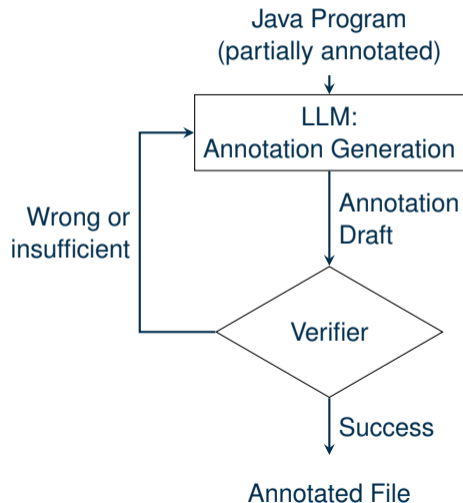 Java Program
(partially annotated)
LLM:
Annotation Generation
Annotation
Draft
Wrong or
insufficient
Verifier
Success
Annotated File